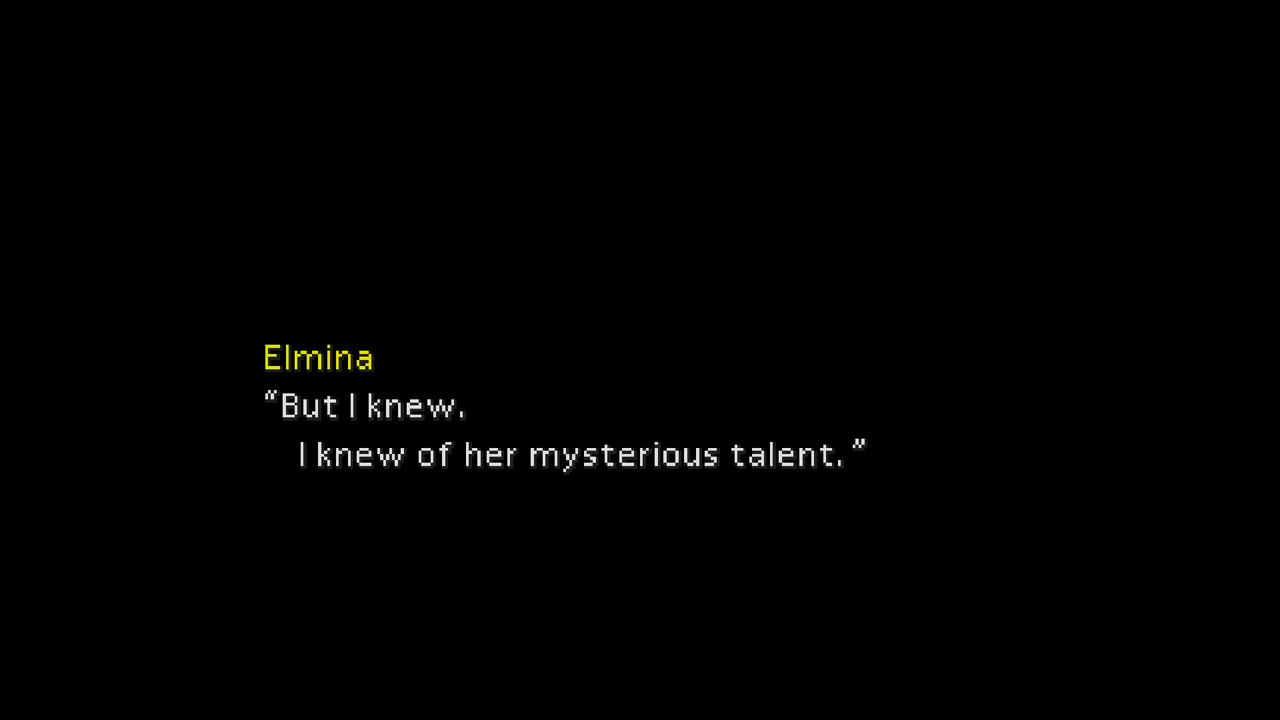 Elmina
“But I knew.
I knew of her mysterious talent.”